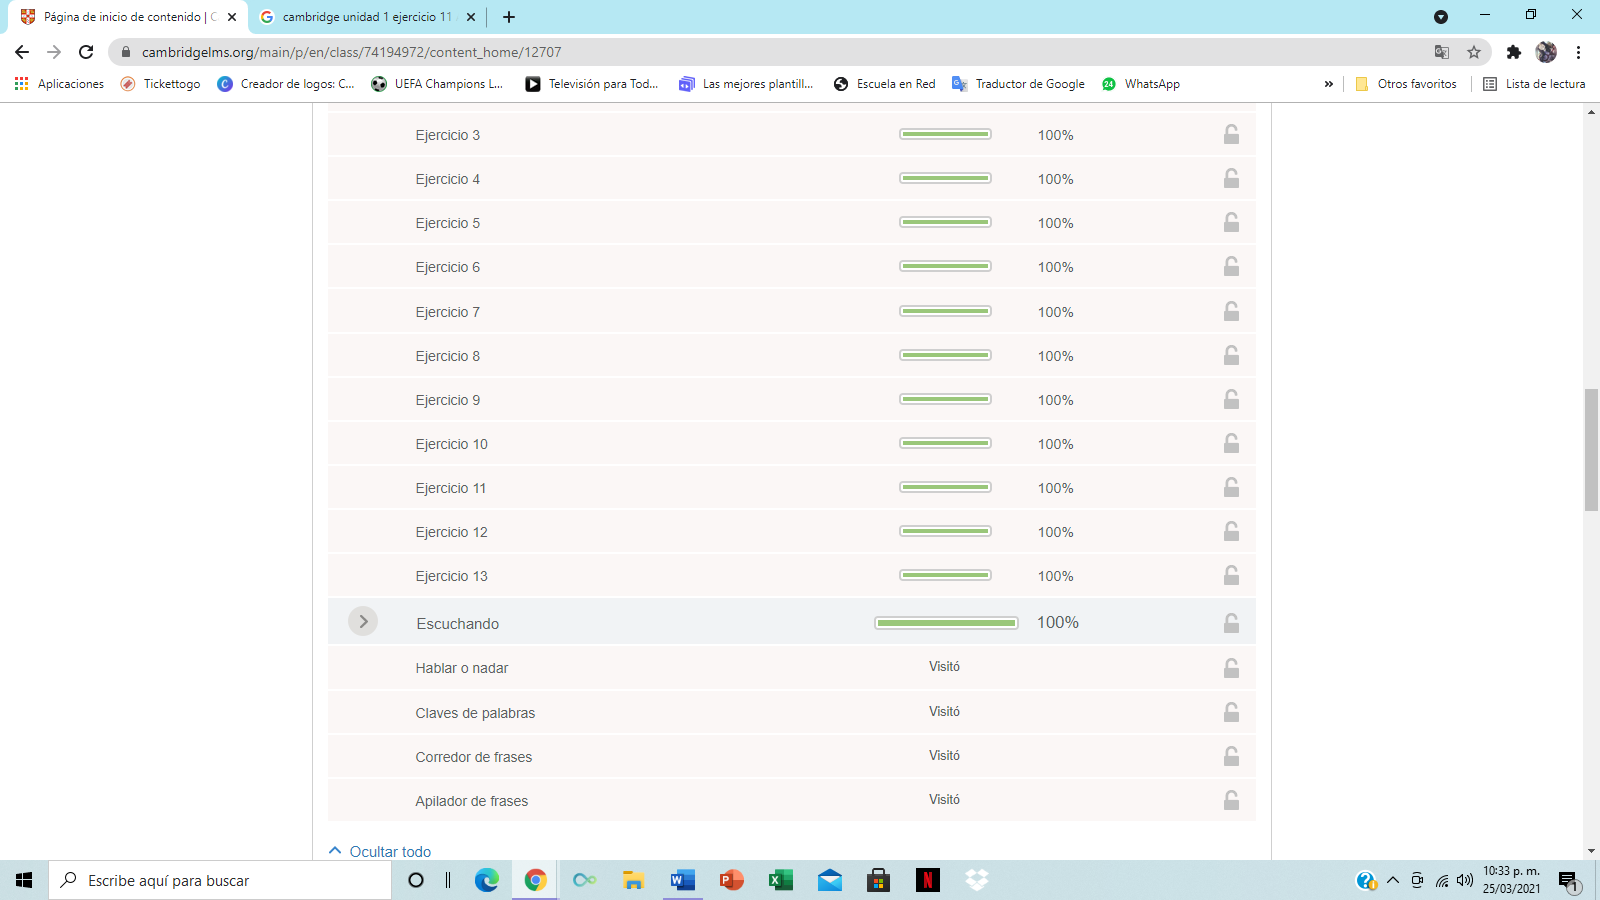 Página de inicio de contenido | C
cambridge unidad 1 ejercicio 11
cambridgelms.org/main/p/en/class/74194972/content_home/12707
Aplicaciones
Tickettogo
Creador de logos: C...
UEFA Champions L...
Televisión para Tod...
Las mejores plantill...
Escuela en Red
Traductor de Google
24
WhatsApp
»
Otros favoritos
Lista de lectura
Ejercicio 3 100%
Ejercicio 4 100%
Ejercicio 5 100%
Ejercicio 6 100%
Ejercicio 7 100%
Ejercicio 8 100%
Ejercicio 9 100%
Ejercicio 10 100%
Ejercicio 11 100%
Ejercicio 12 100%
Ejercicio 13 100%
Escuchando 100%
Hablar o nadar Visitó
Claves de palabras Visitó
Corredor de frases Visitó
Apilador de frases Visitó
Ocultar todo
Escribe aquí para buscar
10:33 p. m.
25/03/2021
1